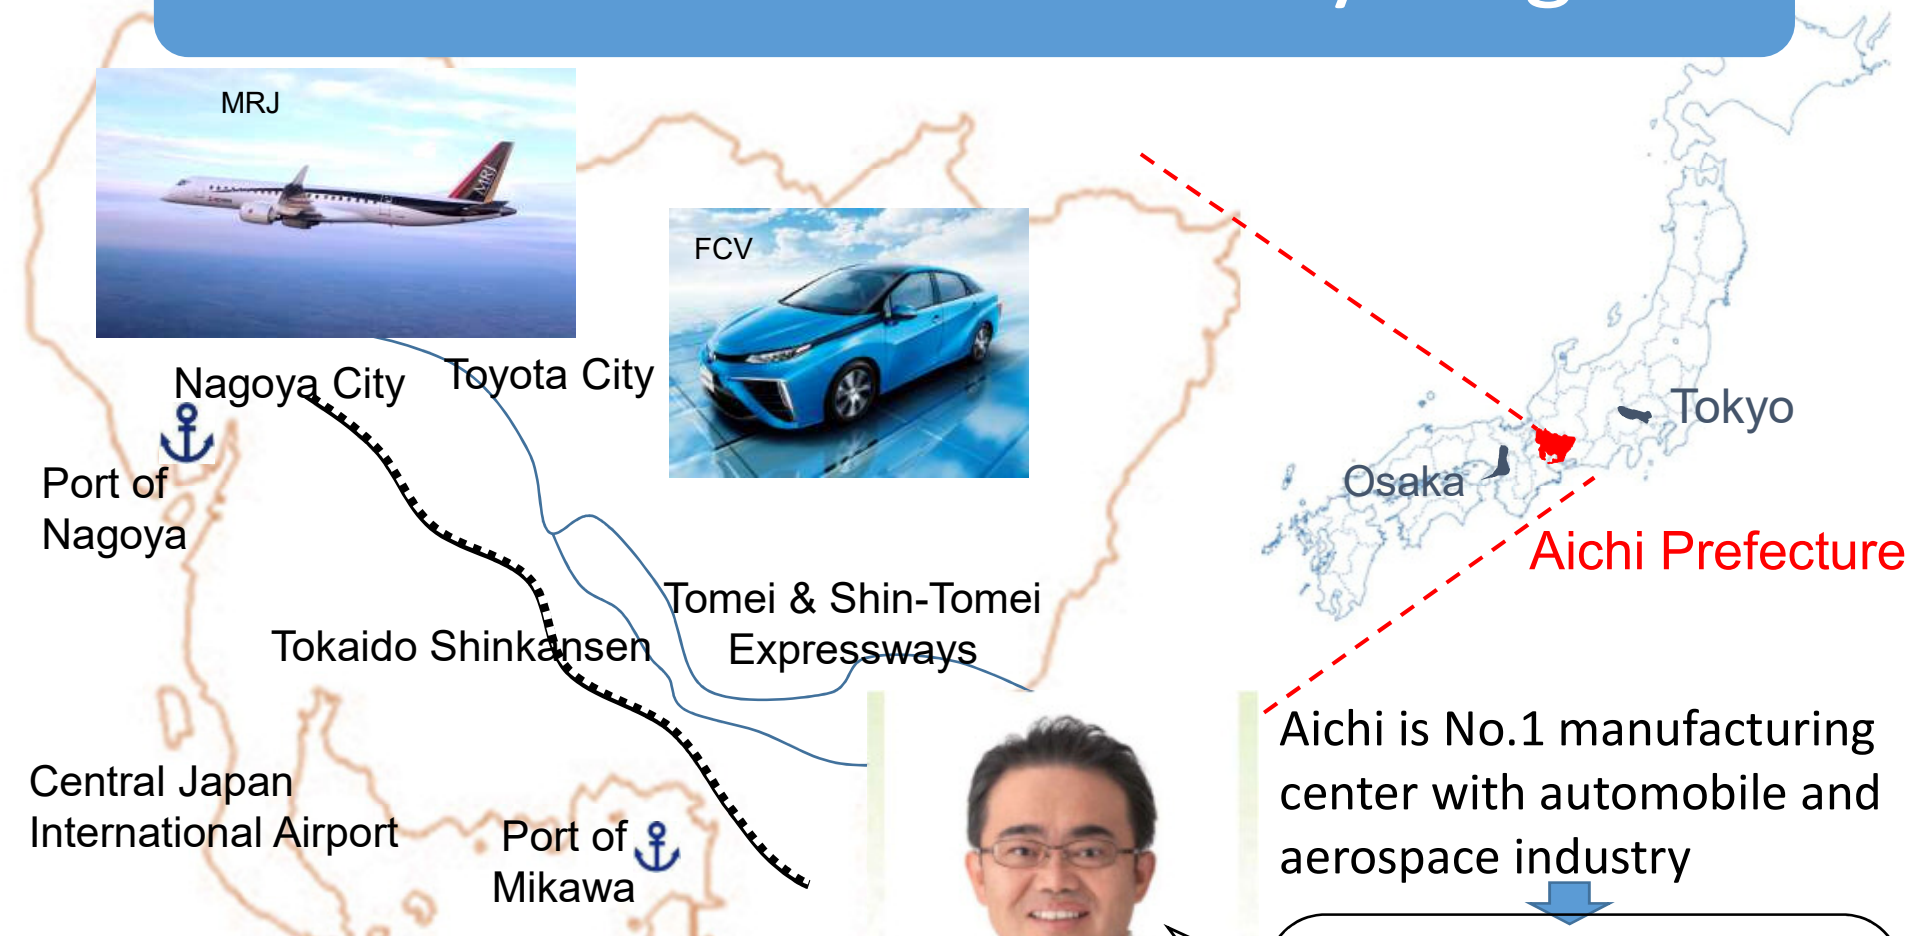 MRJ
MRJ
FCV
Nagoya City
Toyota City
Port of
Nagoya
Tomei & Shin-Tomei
Expressways
Tokaido Shinkansen
Central Japan
International Airport
Port of
Mikawa
Tokyo
Osaka
Aichi Prefecture
Aichi is No.1 manufacturing
center with automobile and
aerospace industry